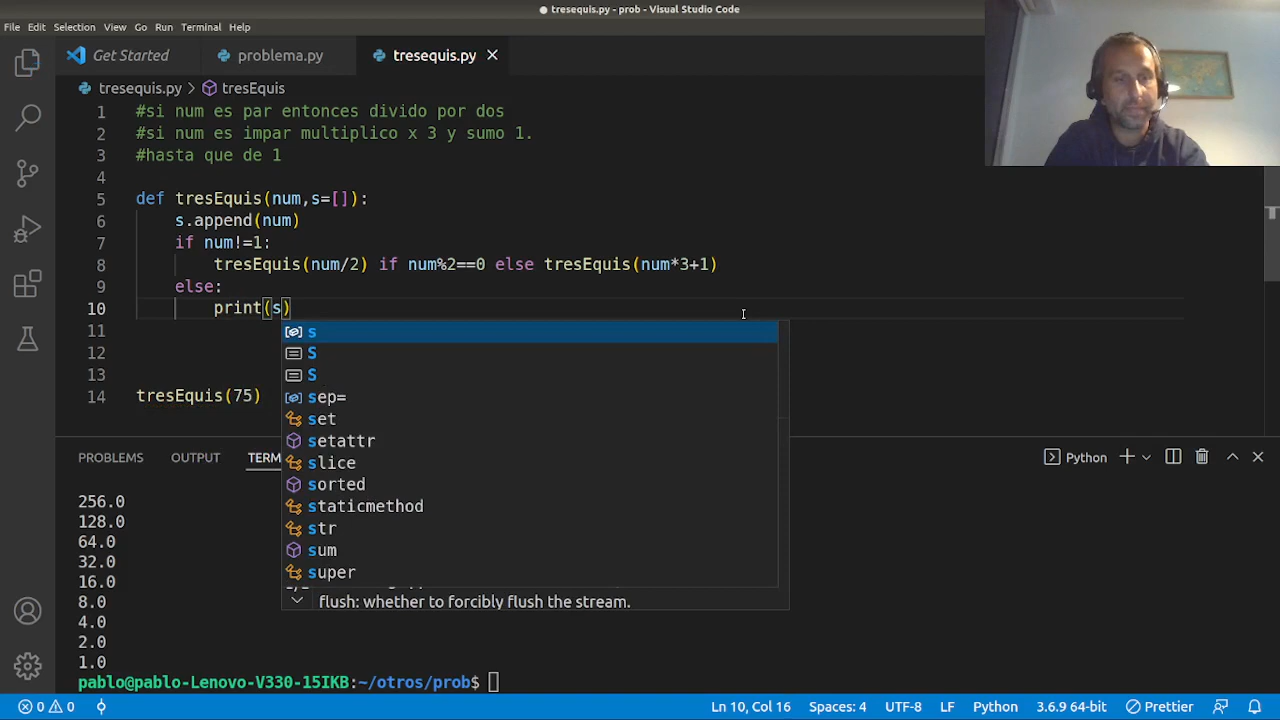 tresequis.py - prob - Visual Studio Code
File Edit Selection View Go Run Terminal Help
Get Started problema.py tresequis.py
tresequis.py > tresEquis
1 #si num es par entonces divido por dos
2 #si num es impar multiplico x 3 y sumo 1.
3 #hasta que de 1
4
5 def tresEquis(num,s=[]):
6 s.append(num)
7 if num!=1:
8 tresEquis(num/2) if num%2==0 else tresEquis(num*3+1)
9 else:
10 print(s)
11
12
13
14 tresEquis(75)
s
S
S
sep=
set
setattr
slice
sorted
staticmethod
str
sum
super
flush: whether to forcibly flush the stream.
PROBLEMS OUTPUT TERM
Python
256.0
128.0
64.0
32.0
16.0
8.0
4.0
2.0
1.0
pablo@pablo-Lenovo-V330-15IKB:~/otros/prob$
0 0 Ln 10, Col 16 Spaces: 4 UTF-8 LF Python 3.6.9 64-bit Prettier